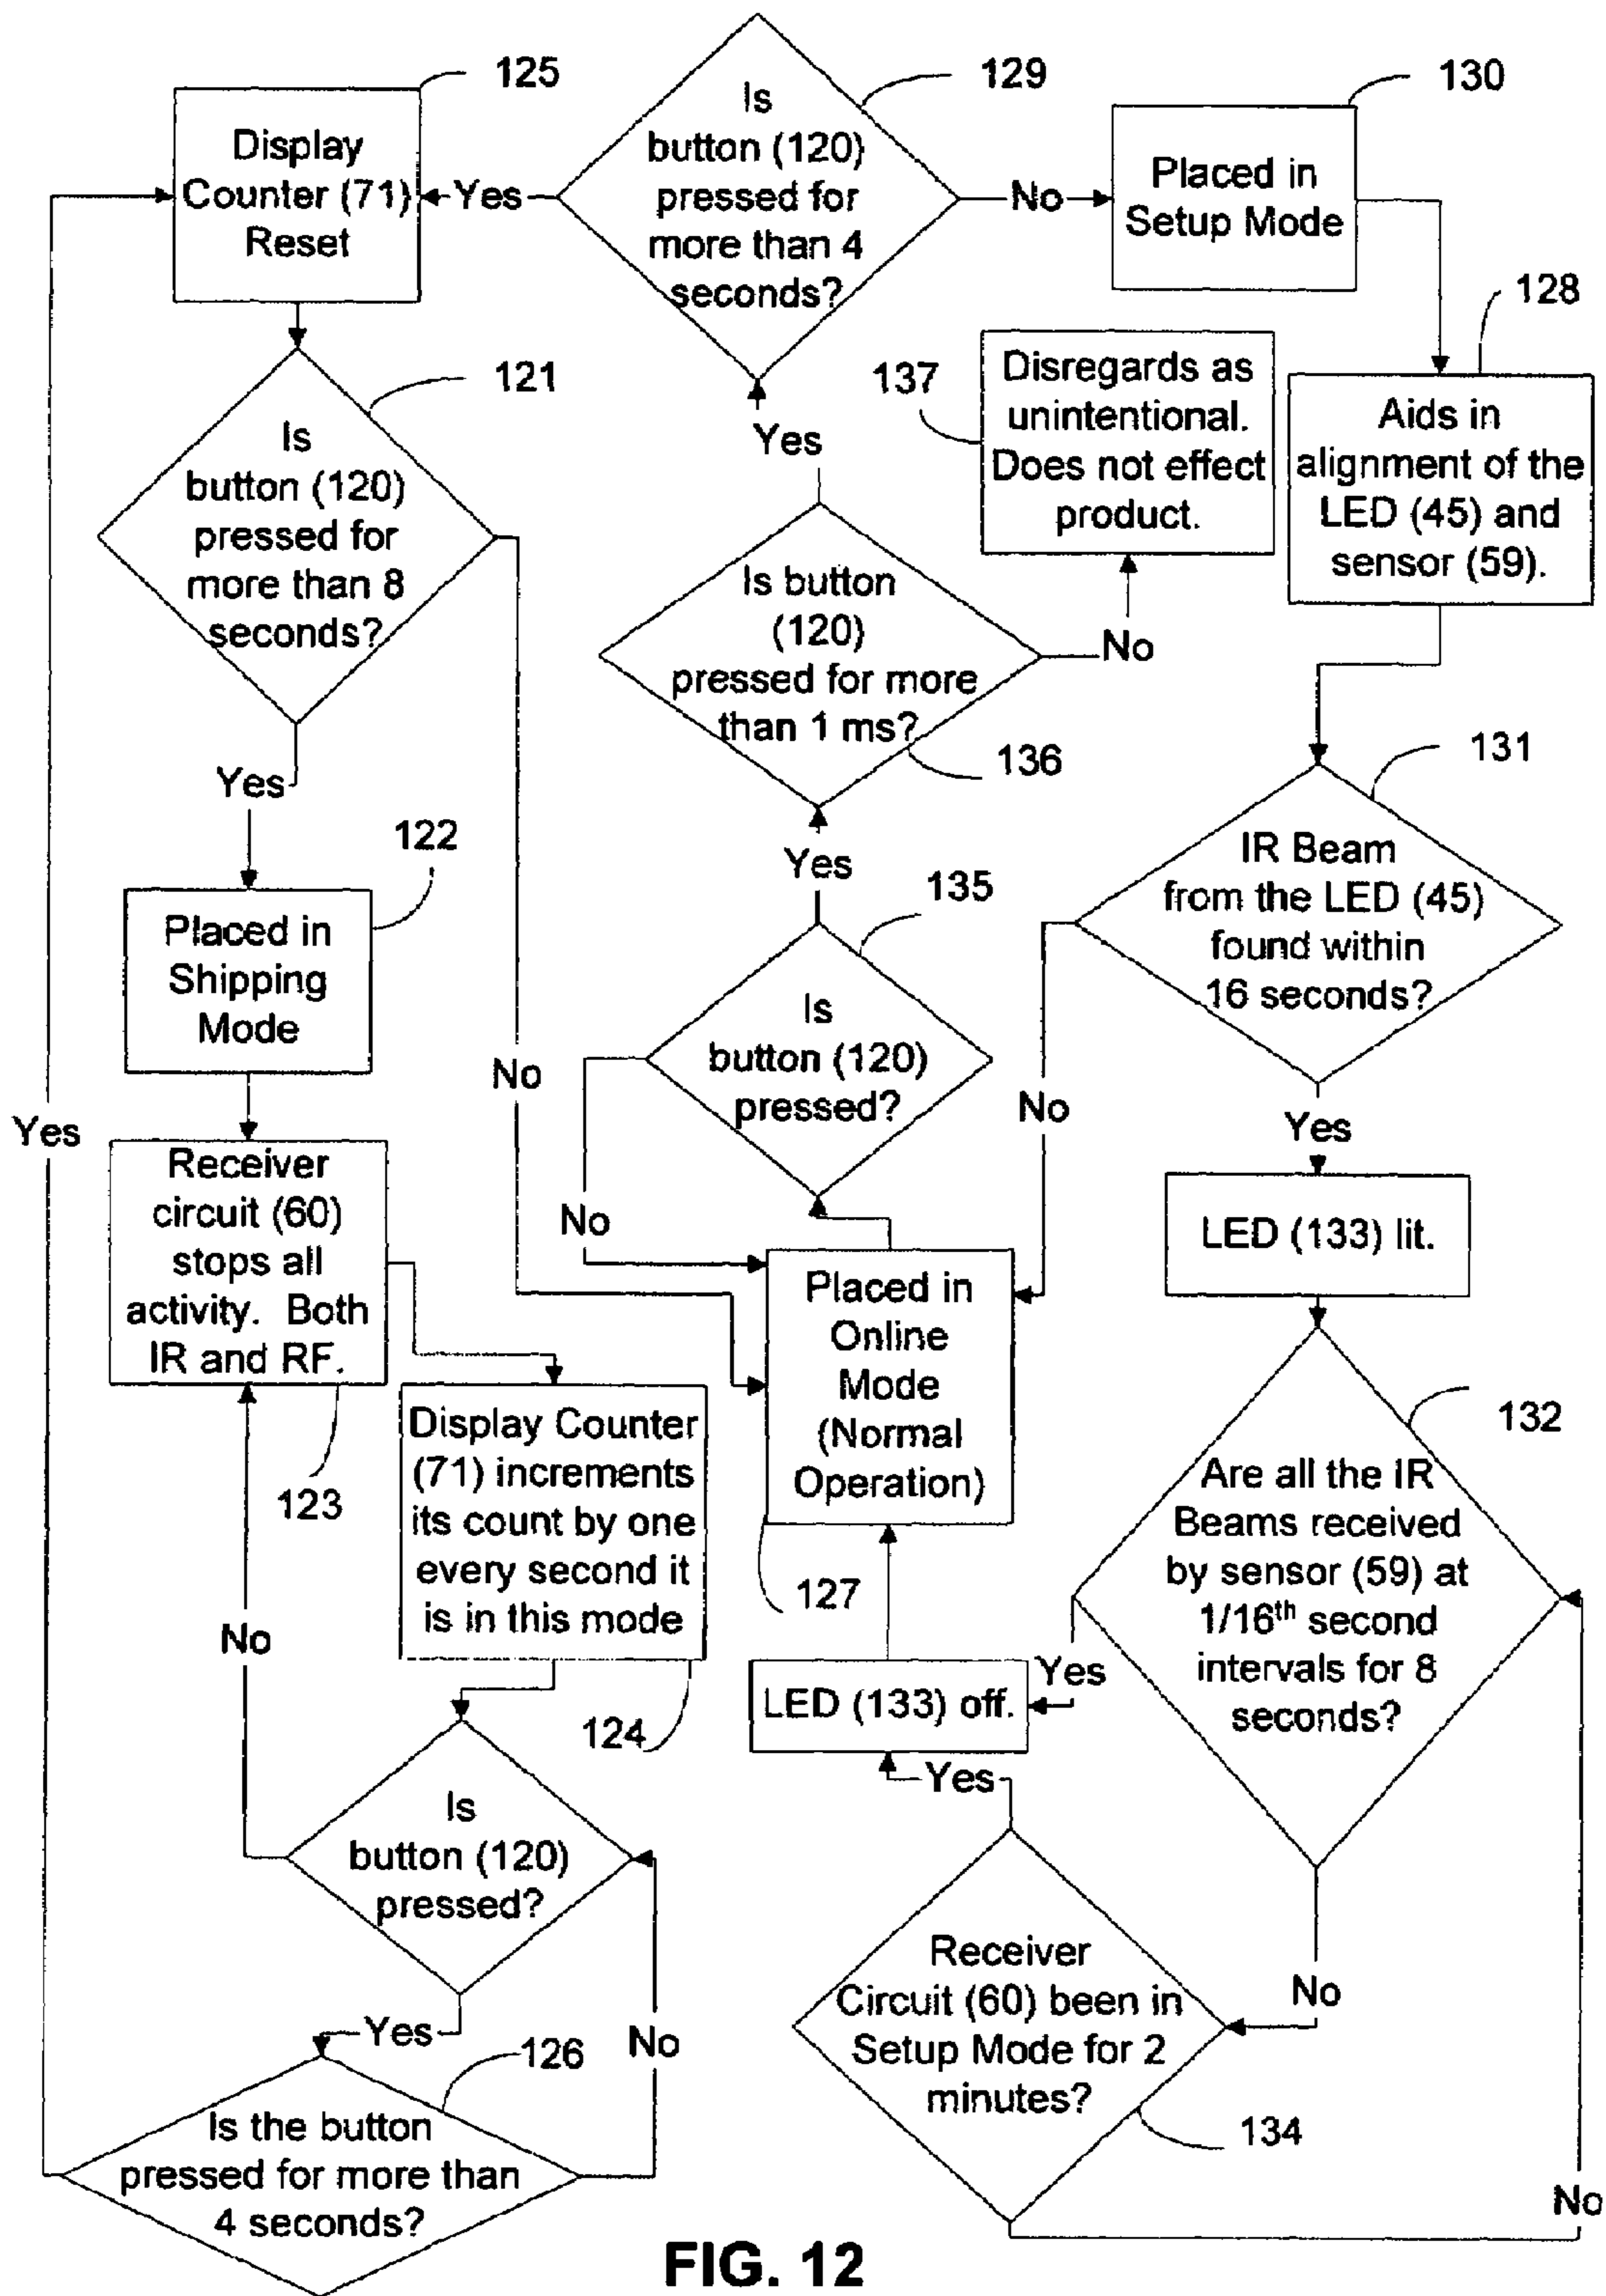 125
Display
Counter (71)
Reset
Yes
129
Is
button (120)
pressed for
more than 4
seconds?
No
130
Placed in
Setup Mode
128
Aids in
alignment of the
LED (45) and
sensor (59).
137
Disregards as
unintentional.
Does not effect
product.
Yes
No
Is button
(120)
pressed for more
than 1 ms?
136
121
Is
button (120)
pressed for
more than 8
seconds?
Yes
No
122
Placed in
Shipping
Mode
Receiver
circuit (60)
stops all
activity. Both
IR and RF.
123
Display Counter
(71) increments
its count by one
every second it
is in this mode
124
Is
button (120)
pressed?
No
Yes
126
Is the button
pressed for more than
4 seconds?
No
Yes
Yes
135
Is
button (120)
pressed?
No
Placed in
Online
Mode
(Normal
Operation)
127
131
IR Beam
from the LED (45)
found within
16 seconds?
No
Yes
LED (133) lit.
132
Are all the IR
Beams received
by sensor (59) at
1/16th second
intervals for 8
seconds?
Yes
LED (133) off.
Yes
No
Receiver
Circuit (60) been in
Setup Mode for 2
minutes?
134
No
FIG. 12